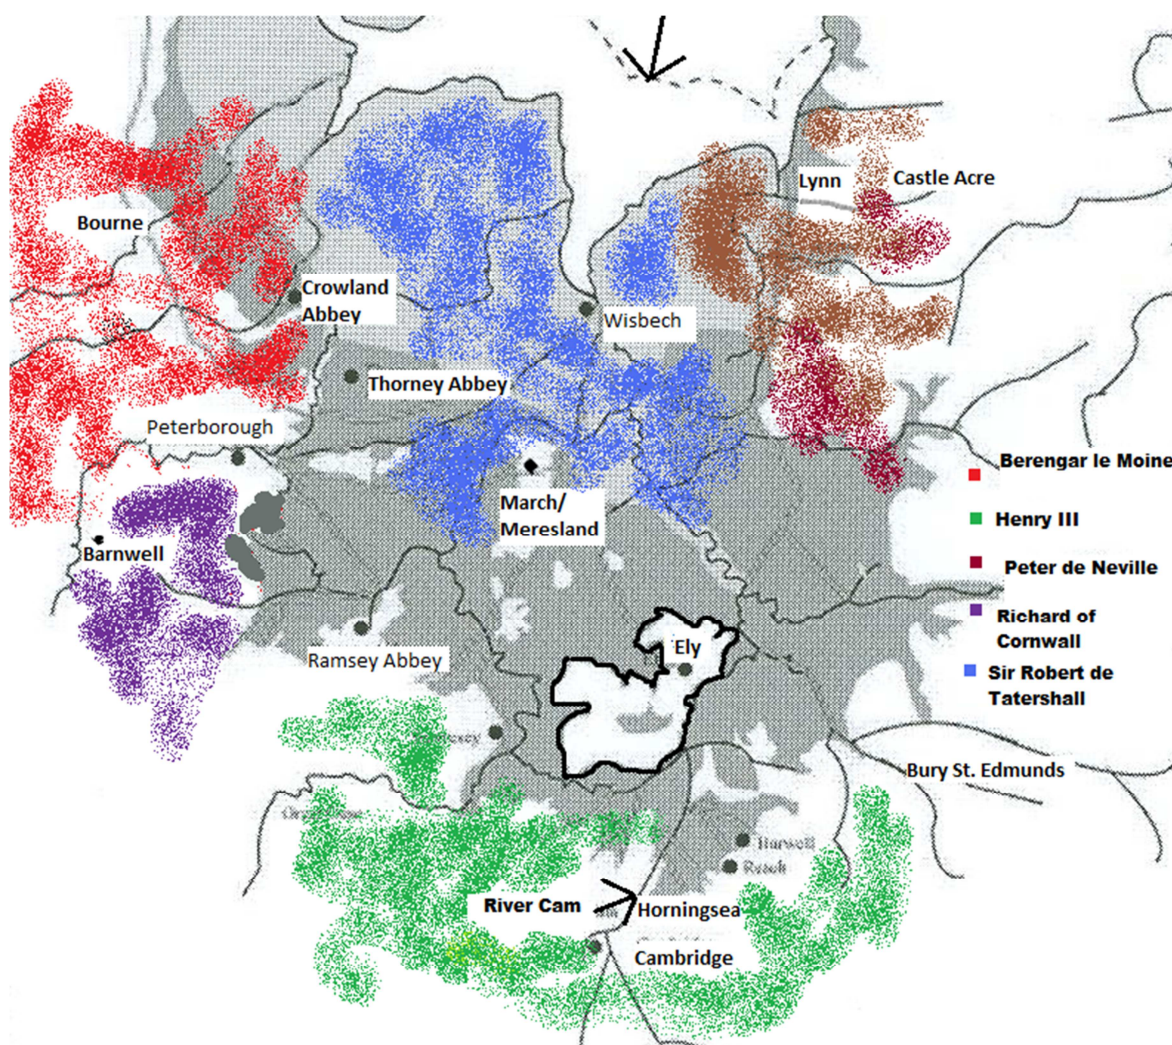 Lynn
Castle Acre
Bourne
Crowland
Abbey
Wisbech
Thorney Abbey
Peterborough
Berengar le Moine
March/
Meresland
Henry III
Barnwell
Peter de Neville
Richard of
Cornwall
Ely
Ramsey Abbey
Sir Robert de
Tatershall
Bury St. Edmunds
Reach
River Cam
Horningsea
Cambridge